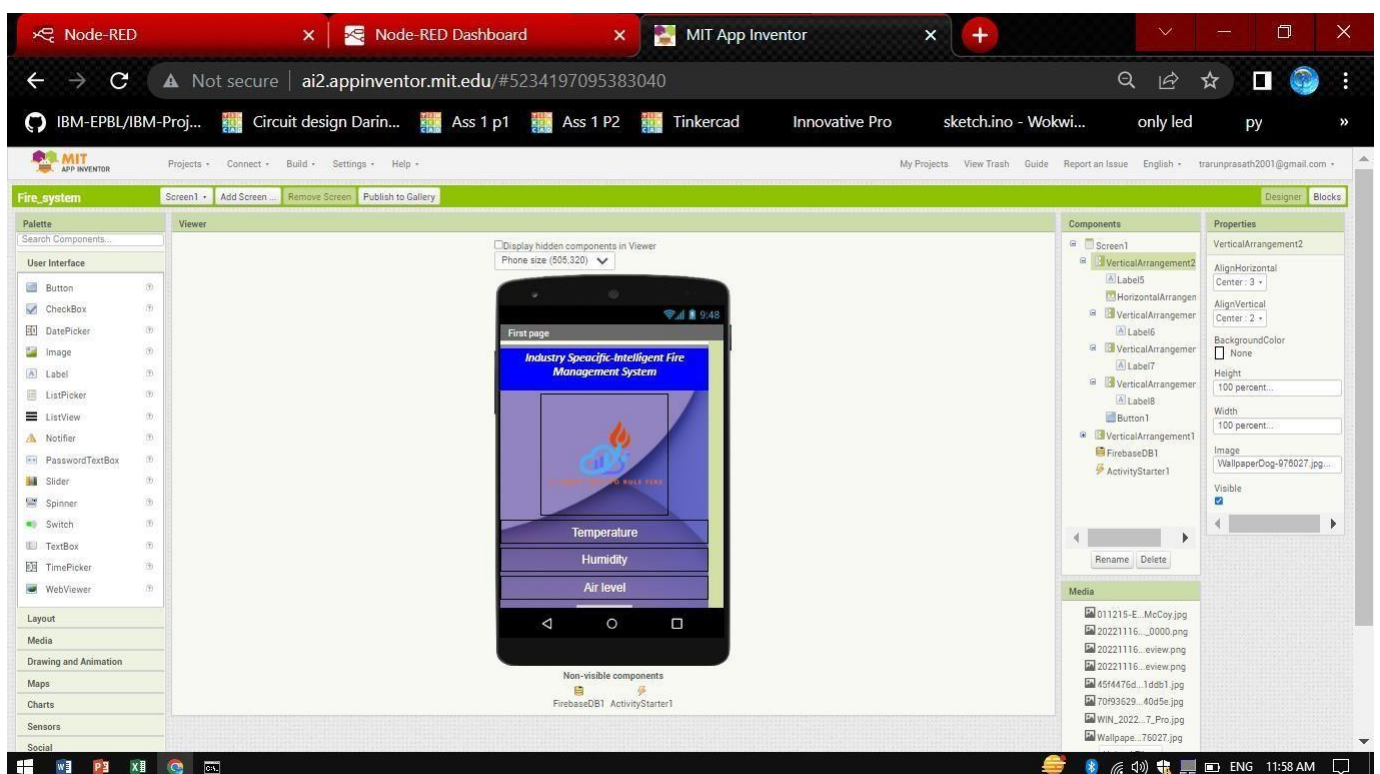 Node-RED
Node-RED Dashboard
MIT App Inventor
Not secure | ai2.appinventor.mit.edu/#5234197095383040
IBM-EPBL/IBM-Proj...
Circuit design Darin...
Ass 1 p1
Ass 1 P2
Tinkercad
Innovative Pro
sketch.ino - Wokwi...
only led
py
»
MIT
APP INVENTOR
Projects
Connect
Build
Settings
Help
My Projects
View Trash
Guide
Report an Issue
English
trarunprasath2001@gmail.com
Fire_system
Screen1
Add Screen ...
Remove Screen
Publish to Gallery
Designer
Blocks
Palette
Search Components...
User Interface
Button
CheckBox
DatePicker
Image
Label
ListPicker
ListView
Notifier
PasswordTextBox
Slider
Spinner
Switch
TextBox
TimePicker
WebViewer
Layout
Media
Drawing and Animation
Maps
Charts
Sensors
Social
Viewer
Display hidden components in Viewer
Phone size (505,320)
9:48
First page
Industry Speacific-Intelligent Fire
Management System
Temperature
Humidity
Air level
Non-visible components
FirebaseDB1
ActivityStarter1
Components
Screen1
VerticalArrangement2
Label5
HorizontalArrangen
VerticalArrangemer
Label6
VerticalArrangemer
Label7
VerticalArrangemer
Label8
Button1
VerticalArrangement1
FirebaseDB1
ActivityStarter1
Rename
Delete
Media
011215-E...McCoy.jpg
20221116..._0000.png
20221116...eview.png
20221116...eview.png
45f4476d...1ddb1.jpg
70f93629...40d5e.jpg
WIN_2022...7_Pro.jpg
Wallpape...76027.jpg
Properties
VerticalArrangement2
AlignHorizontal
Center : 3
AlignVertical
Center : 2
BackgroundColor
None
Height
100 percent...
Width
100 percent...
Image
WallpaperDog-976027.jpg...
Visible
ENG
11:58 AM